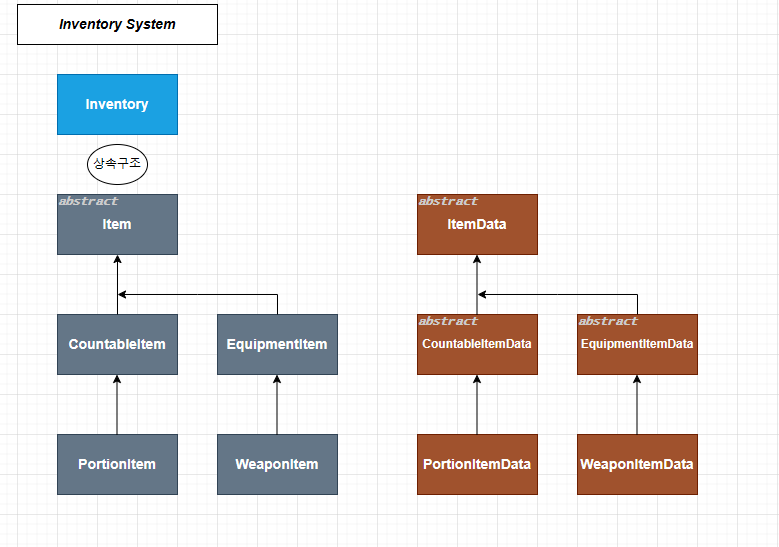 Inventory System
Inventory
상속구조
abstract
Item
abstract
ItemData
CountableItem
EquipmentItem
abstract
CountableItemData
abstract
EquipmentItemData
PortionItem
WeaponItem
PortionItemData
WeaponItemData